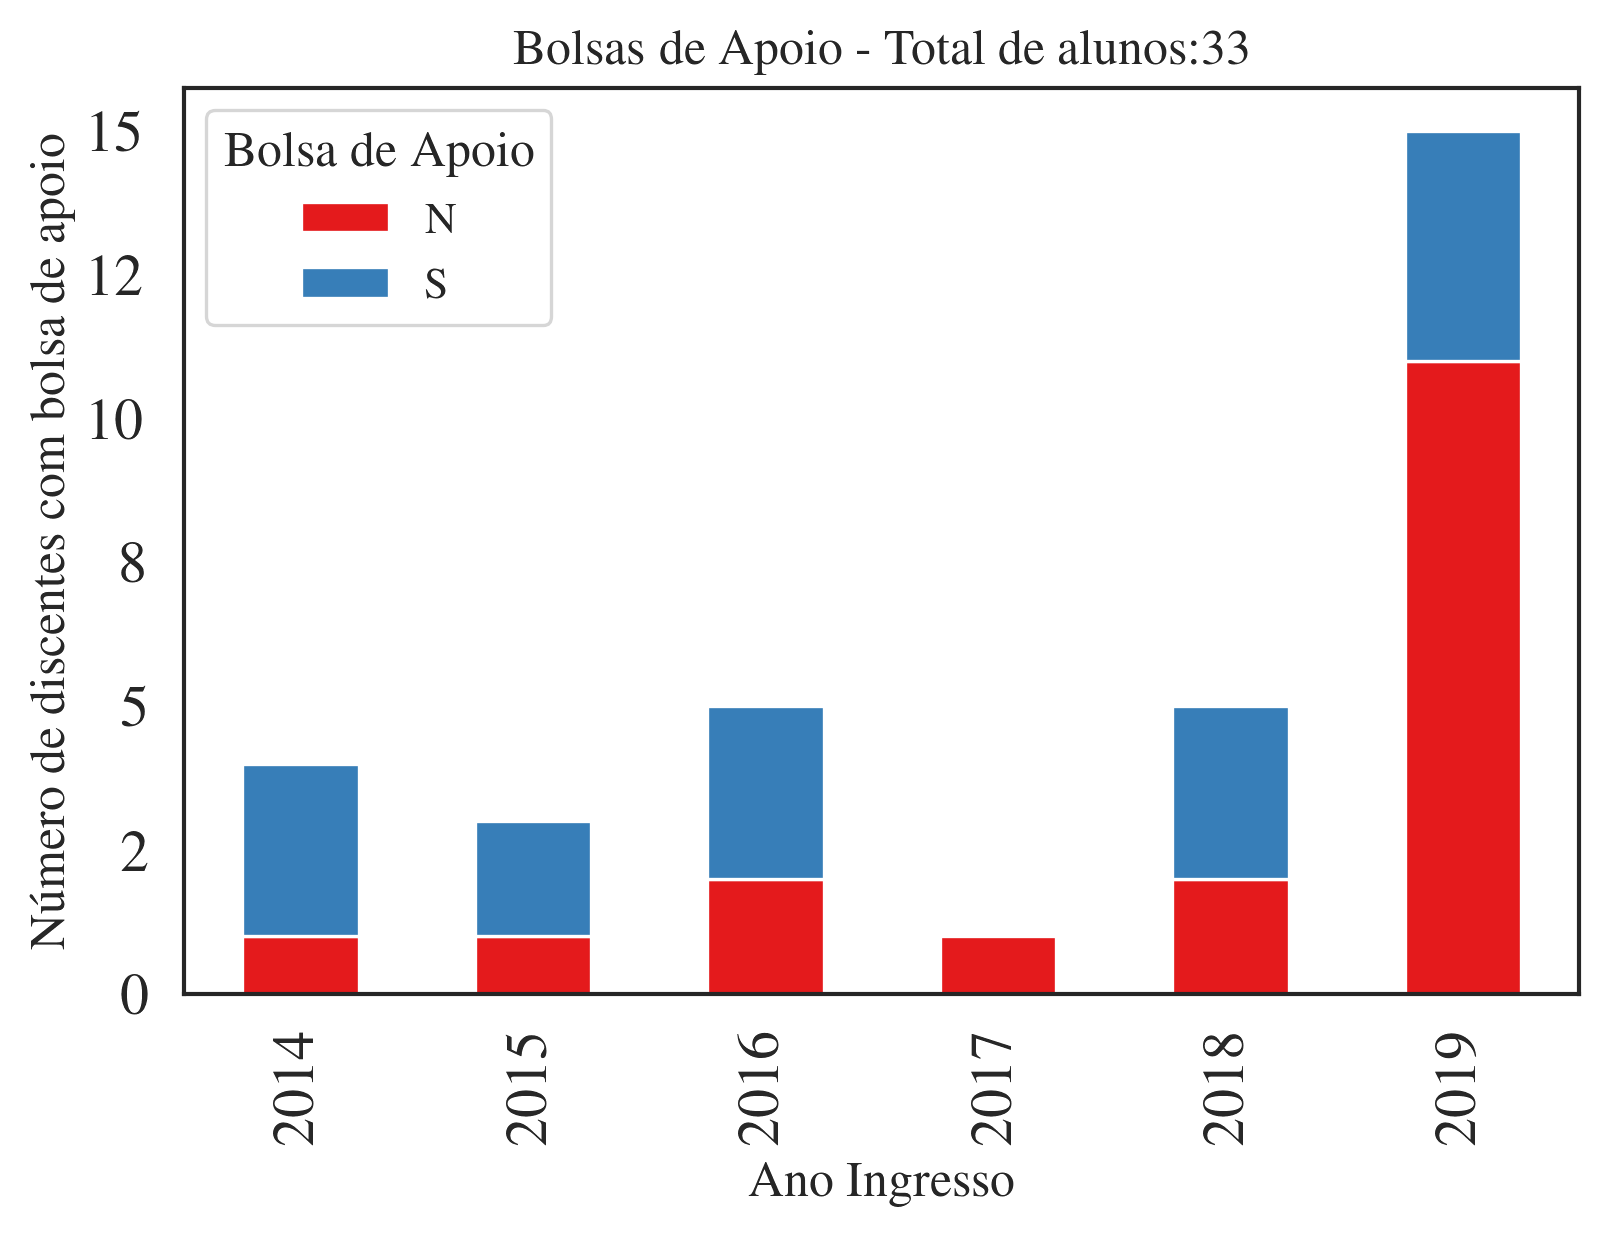 Bolsas de Apoio - Total de alunos:33
Número de discentes com bolsa de apoio
15
12
10
8
5
2
0
Bolsa de Apoio
N
S
2014
2015
2016
2017
2018
2019
Ano Ingresso